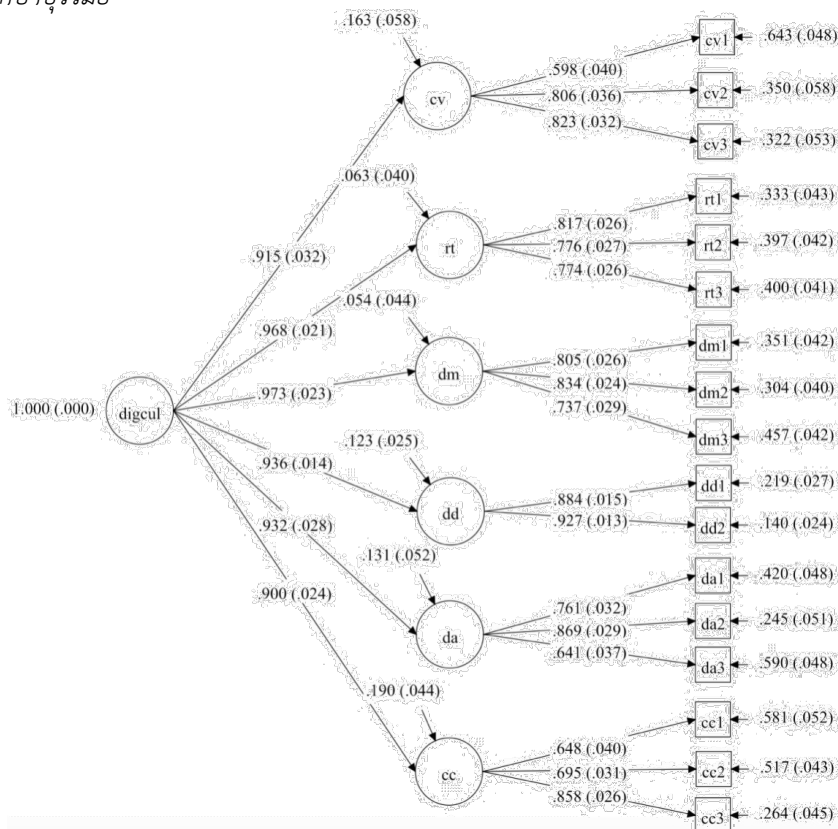 .163 (.058)
cv
.598 (.040)
.806 (.036)
.823 (.032)
cv1
.643 (.048)
cv2
.350 (.058)
cv3
.322 (.053)
.063 (.040)
rt
.817 (.026)
.776 (.027)
.774 (.026)
rt1
.333 (.043)
rt2
.397 (.042)
rt3
.400 (.041)
.915 (.032)
.968 (.021)
.054 (.044)
dm
.805 (.026)
.834 (.024)
.737 (.029)
dm1
.351 (.042)
dm2
.304 (.040)
dm3
.457 (.042)
.973 (.023)
1.000 (.000)
digcul
.936 (.014)
.123 (.025)
dd
.884 (.015)
.927 (.013)
dd1
.219 (.027)
dd2
.140 (.024)
.932 (.028)
.131 (.052)
da
.761 (.032)
.869 (.029)
.641 (.037)
da1
.420 (.048)
da2
.245 (.051)
da3
.590 (.048)
.900 (.024)
.190 (.044)
cc
.648 (.040)
.695 (.031)
.858 (.026)
cc1
.581 (.052)
cc2
.517 (.043)
cc3
.264 (.045)